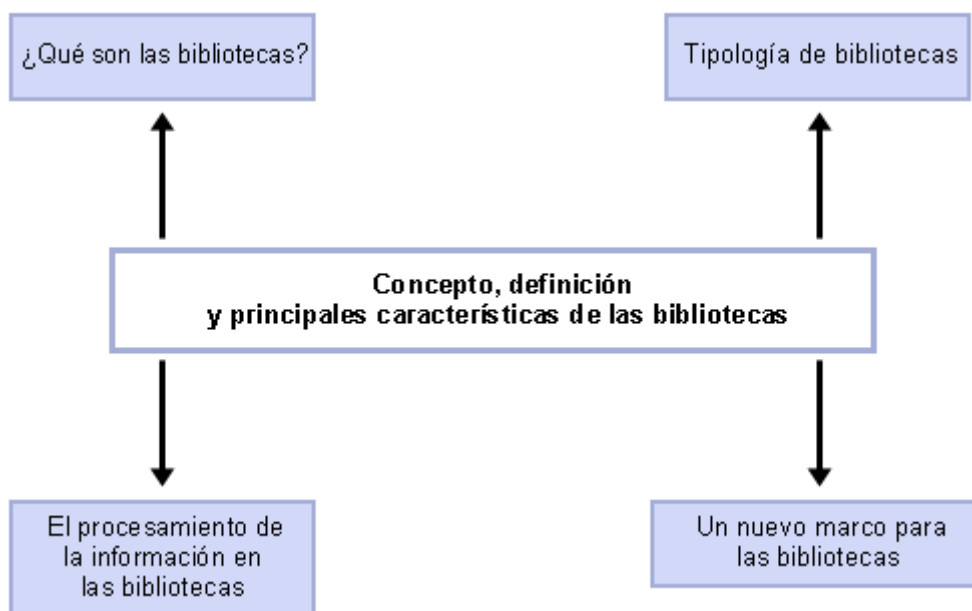 ¿Qué son las bibliotecas?
Tipología de bibliotecas
Concepto, definición
y principales características de las bibliotecas
El procesamiento de
la información en
las bibliotecas
Un nuevo marco para
las bibliotecas